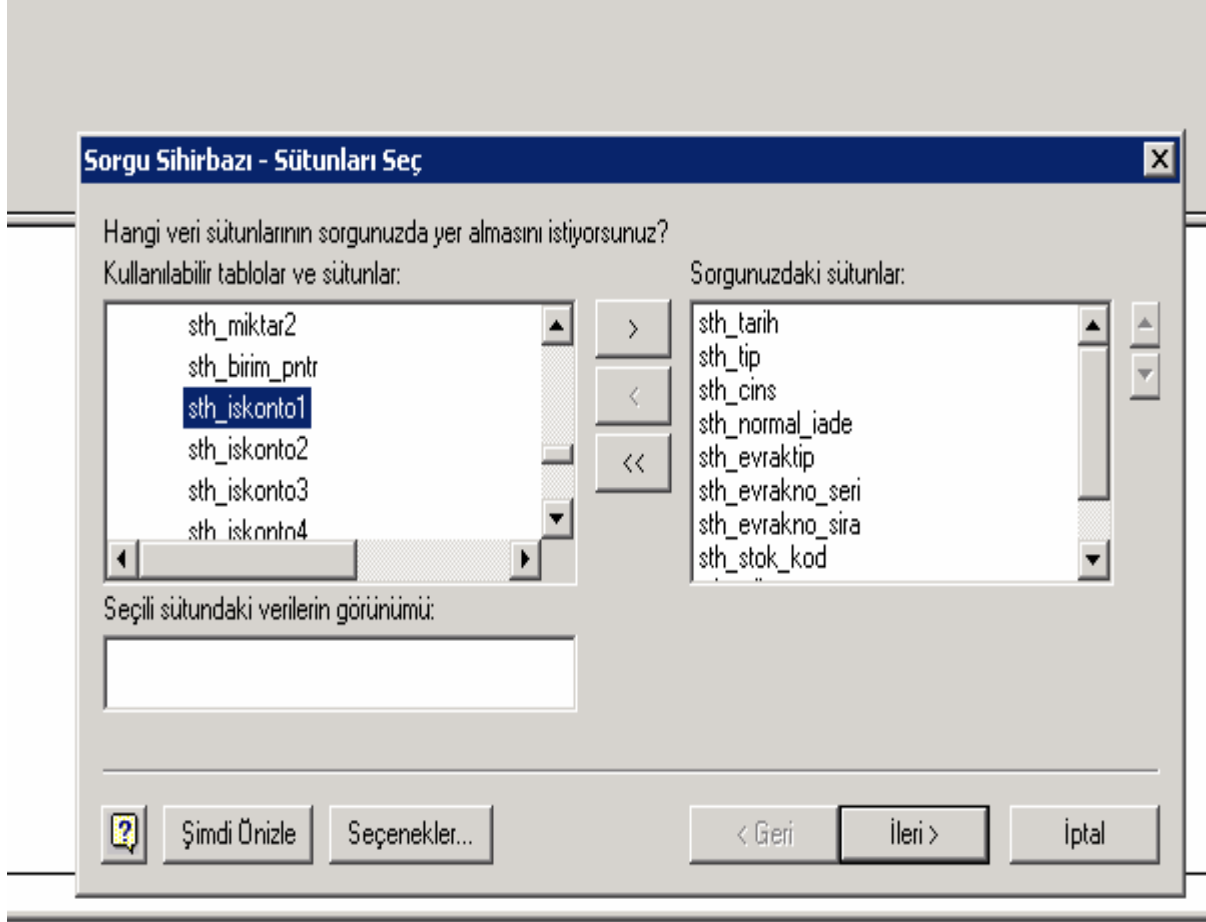 Sorgu Sihirbazı - Sütunları Seç
Hangi veri sütunlarının sorgunuzda yer almasını istiyorsunuz?
Kullanılabilir tablolar ve sütunlar:
sth_miktar2
sth_birim_pntr
sth_iskonto1
sth_iskonto2
sth_iskonto3
sth_iskonto4
>
<
<<
Sorgunuzdaki sütunlar:
sth_tarih
sth_tip
sth_cins
sth_normal_iade
sth_evraktip
sth_evrakno_seri
sth_evrakno_sira
sth_stok_kod
Seçili sütundaki verilerin görünümü:
Şimdi Önizle
Seçenekler...
< Geri
İleri >
İptal